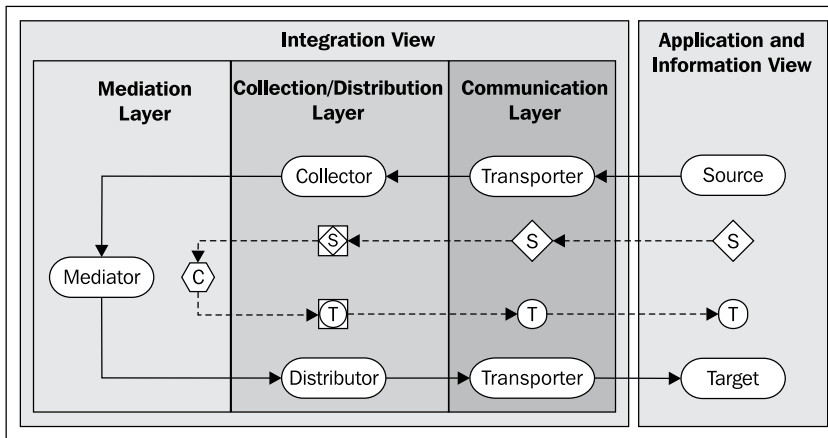 Integration View
Application and
Information View
Mediation
Layer
Collection/Distribution
Layer
Communication
Layer
Collector
Transporter
Source
S
S
S
Mediator
C
T
T
T
Distributor
Transporter
Target